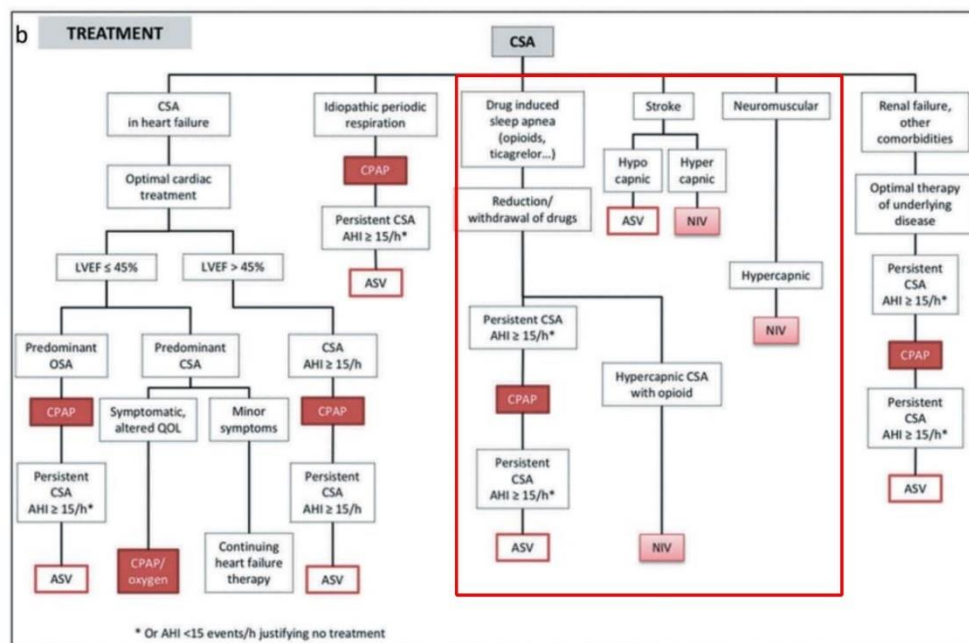 b
TREATMENT
CSA
CSA
in heart failure
Optimal cardiac
treatment
LVEF ≤ 45%
LVEF > 45%
Predominant
OSA
CPAP
Persistent
CSA
AHI ≥ 15/h*
ASV
Predominant
CSA
Symptomatic,
altered QOL
CPAP/
oxygen
Minor
symptoms
Continuing
heart failure
therapy
CSA
AHI ≥ 15/h
CPAP
Persistent
CSA
AHI ≥ 15/h
ASV
Idiopathic periodic
respiration
CPAP
Persistent CSA
AHI ≥ 15/h*
ASV
Drug induced
sleep apnea
(opioids,
ticagrelor...)
Reduction/
withdrawal of drugs
Persistent CSA
AHI ≥ 15/h*
CPAP
Persistent
CSA
AHI ≥ 15/h*
ASV
Hypercapnic CSA
with opioid
NIV
Stroke
Hypo
capnic
ASV
Hyper
capnic
NIV
Neuromuscular
Hypercapnic
NIV
Renal failure,
other
comorbidities
Optimal therapy
of underlying
disease
Persistent
CSA
AHI ≥ 15/h*
CPAP
Persistent
CSA
AHI ≥ 15/h*
ASV
* Or AHI <15 events/h justifying no treatment